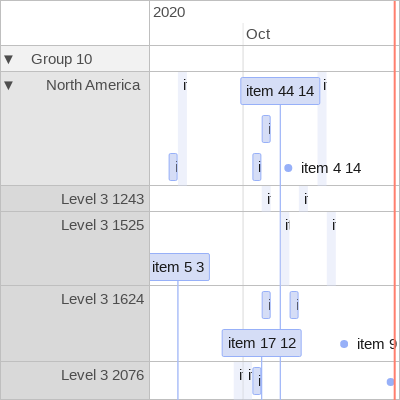 2020
Oct
▼ Group 10
▼ North America
item 44 14
item 4 14
Level 3 1243
Level 3 1525
item 5 3
Level 3 1624
item 17 12
item 9
Level 3 2076